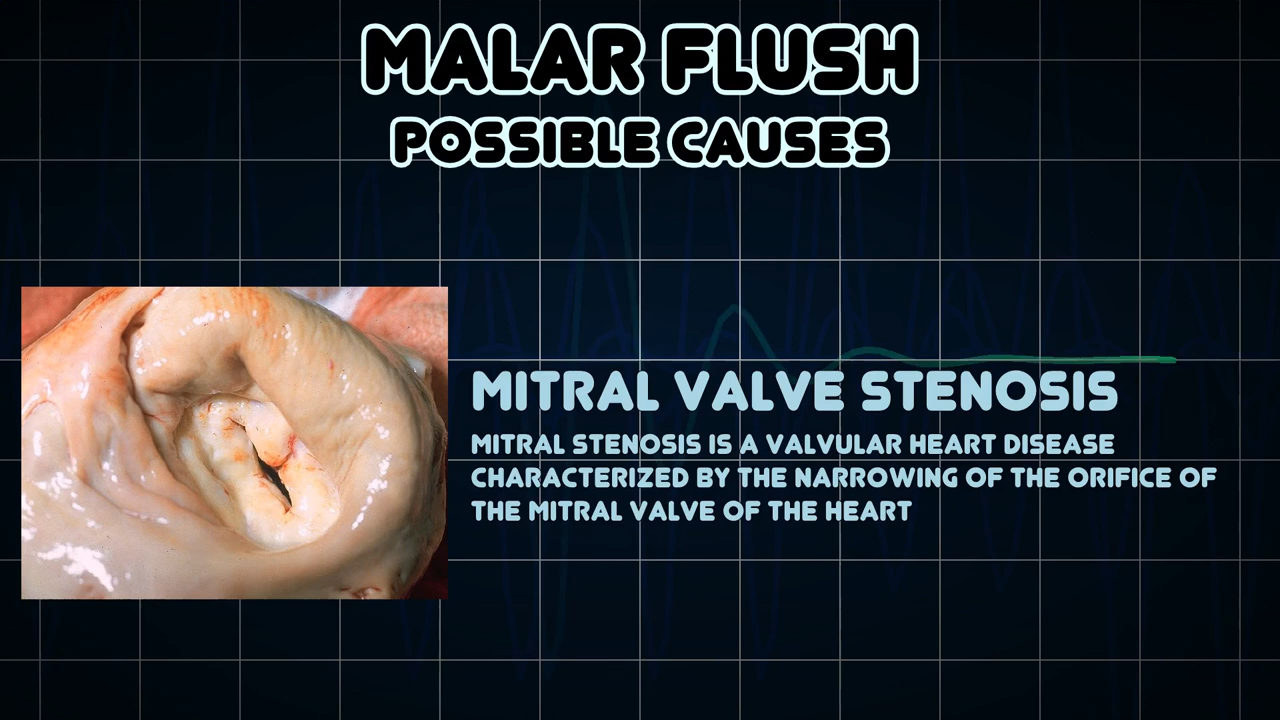 MALAR FLUSH
POSSIBLE CAUSES
MITRAL VALVE STENOSIS
MITRAL STENOSIS IS A VALVULAR HEART DISEASE
CHARACTERIZED BY THE NARROWING OF THE ORIFICE OF
THE MITRAL VALVE OF THE HEART